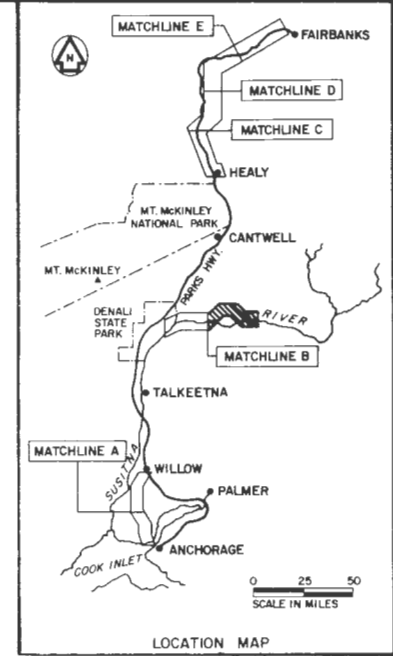 MATCHLINE E
FAIRBANKS
N
MATCHLINE D
MATCHLINE C
HEALY
MT. McKINLEY
NATIONAL PARK
CANTWELL
MT. McKINLEY
PARKS HWY.
DENALI
STATE
PARK
RIVER
MATCHLINE B
TALKEETNA
MATCHLINE A
WILLOW
SUSITNA
PALMER
ANCHORAGE
COOK INLET
0 25 50
SCALE IN MILES
LOCATION MAP